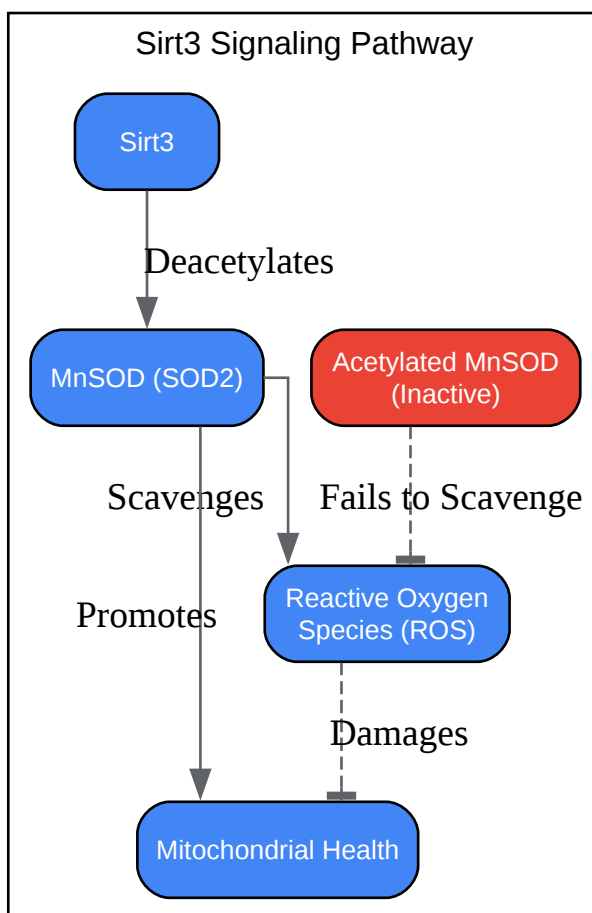 Sirt3 Signaling Pathway
Sirt3
Deacetylates
MnSOD (SOD2)
Acetylated MnSOD
(Inactive)
Scavenges
Fails to Scavenge
Reactive Oxygen
Species (ROS)
Promotes
Damages
Mitochondrial Health